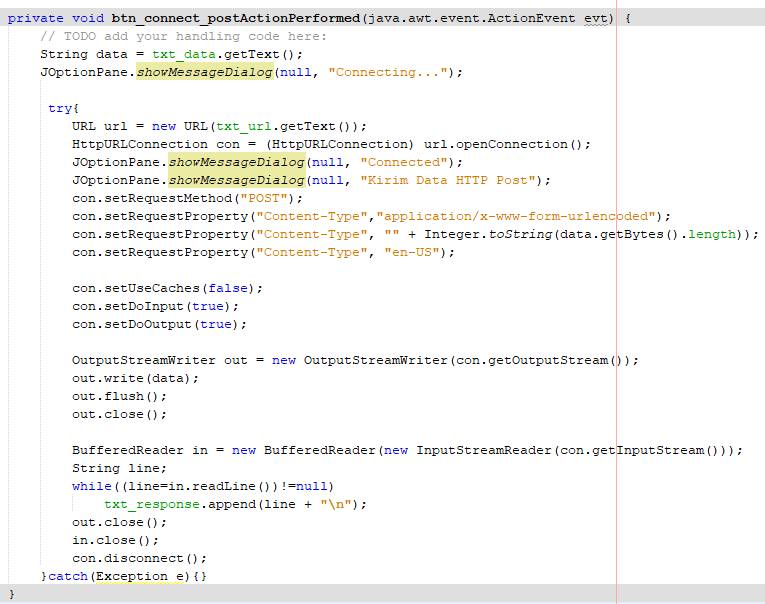 private void btn_connect_postActionPerformed(java.awt.event.ActionEvent evt) {
// TODO add your handling code here:
String data = txt_data.getText();
JOptionPane.showMessageDialog(null, "Connecting...");
try{
URL url = new URL(txt_url.getText());
HttpURLConnection con = (HttpURLConnection) url.openConnection();
JOptionPane.showMessageDialog(null, "Connected");
JOptionPane.showMessageDialog(null, "Kirim Data HTTP Post");
con.setRequestMethod("POST");
con.setRequestProperty("Content-Type","application/x-www-form-urlencoded");
con.setRequestProperty("Content-Type", "" + Integer.toString(data.getBytes().length));
con.setRequestProperty("Content-Type", "en-US");
con.setUseCaches(false);
con.setDoInput(true);
con.setDoOutput(true);
OutputStreamWriter out = new OutputStreamWriter(con.getOutputStream());
out.write(data);
out.flush();
out.close();
BufferedReader in = new BufferedReader(new InputStreamReader(con.getInputStream()));
String line;
while((line=in.readLine())!=null)
txt_response.append(line + "\n");
out.close();
in.close();
con.disconnect();
}catch(Exception e){}
}